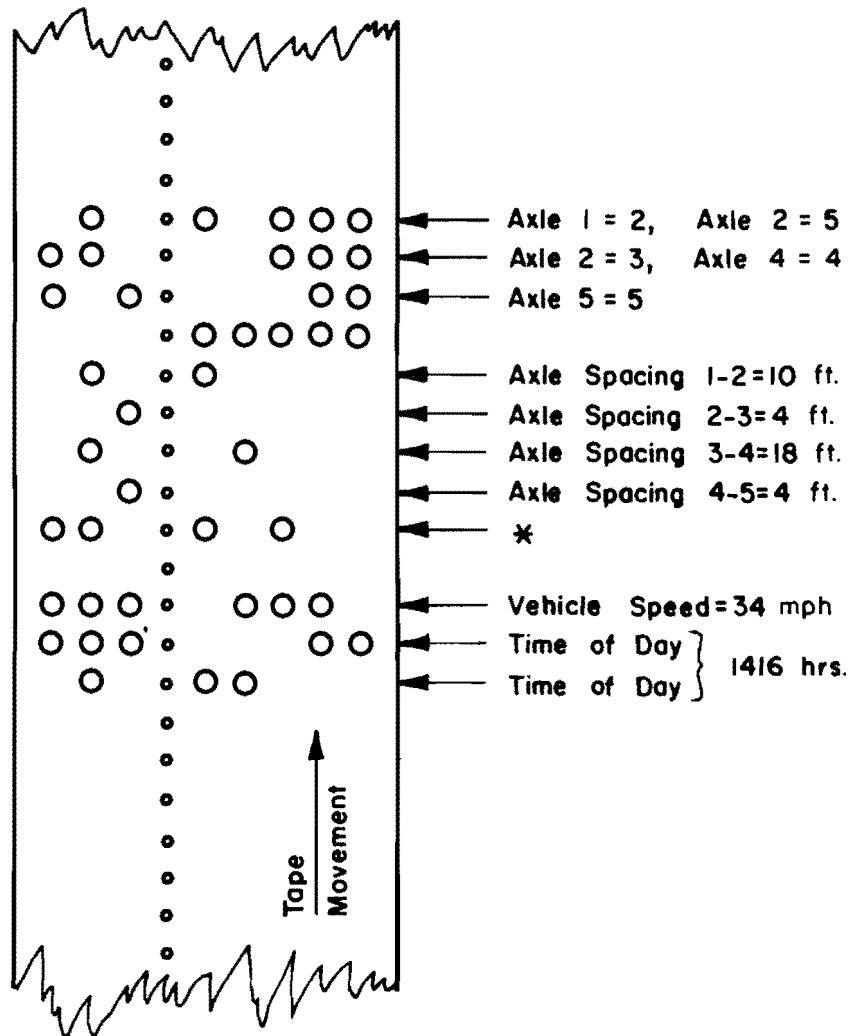 Axle 1 = 2, Axle 2 = 5
Axle 2 = 3, Axle 4 = 4
Axle 5 = 5
Axle Spacing 1-2=10 ft.
Axle Spacing 2-3=4 ft.
Axle Spacing 3-4=18 ft.
Axle Spacing 4-5=4 ft.
*
Vehicle Speed=34 mph
Time of Day
Time of Day
1416 hrs.
Tape
Movement